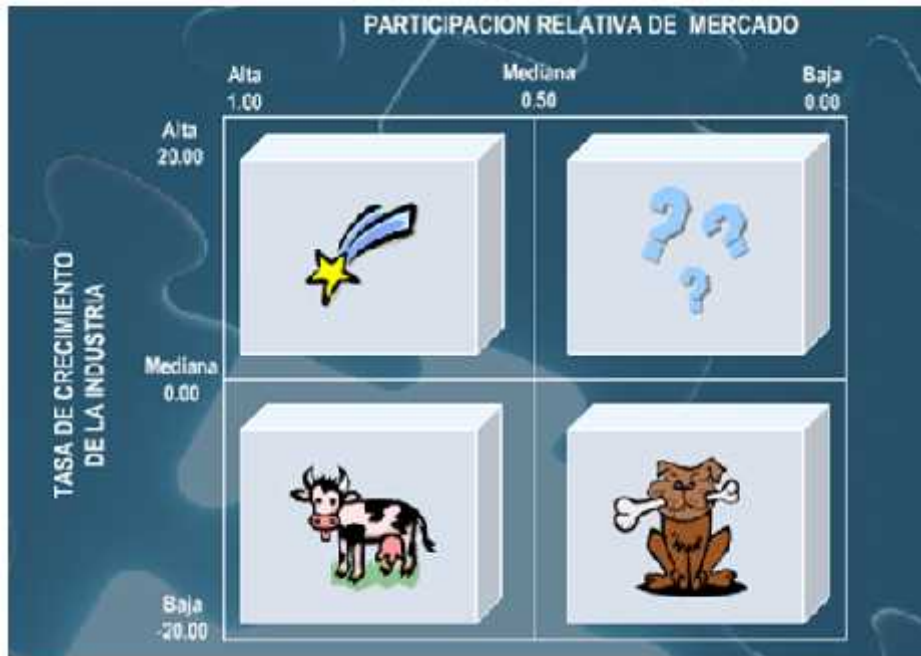 PARTICIPACION RELATIVA DE MERCADO
Alta
1.00
Mediana
0.50
Baja
0.00
Alta
20.00
TASA DE CRECIMIENTO
DE LA INDUSTRIA
Mediana
0.00
Baja
-20.00